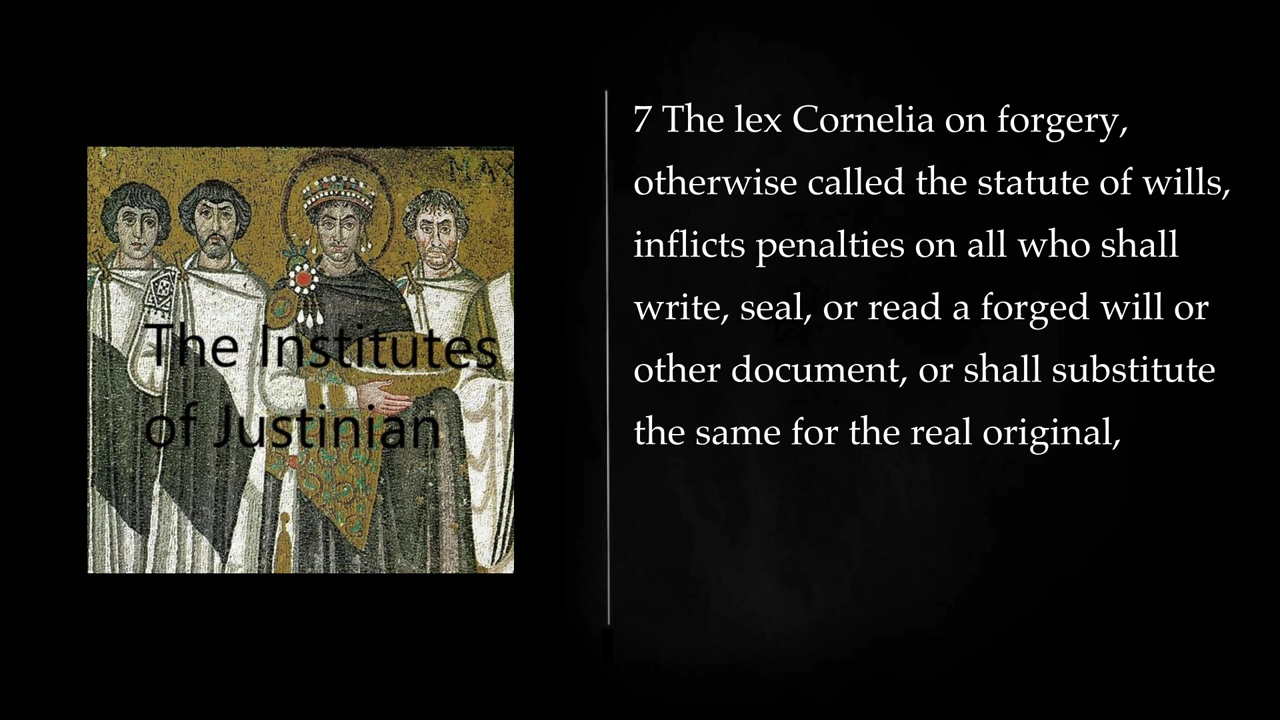 The Institutes
of Justinian
7 The lex Cornelia on forgery,
otherwise called the statute of wills,
inflicts penalties on all who shall
write, seal, or read a forged will or
other document, or shall substitute
the same for the real original,